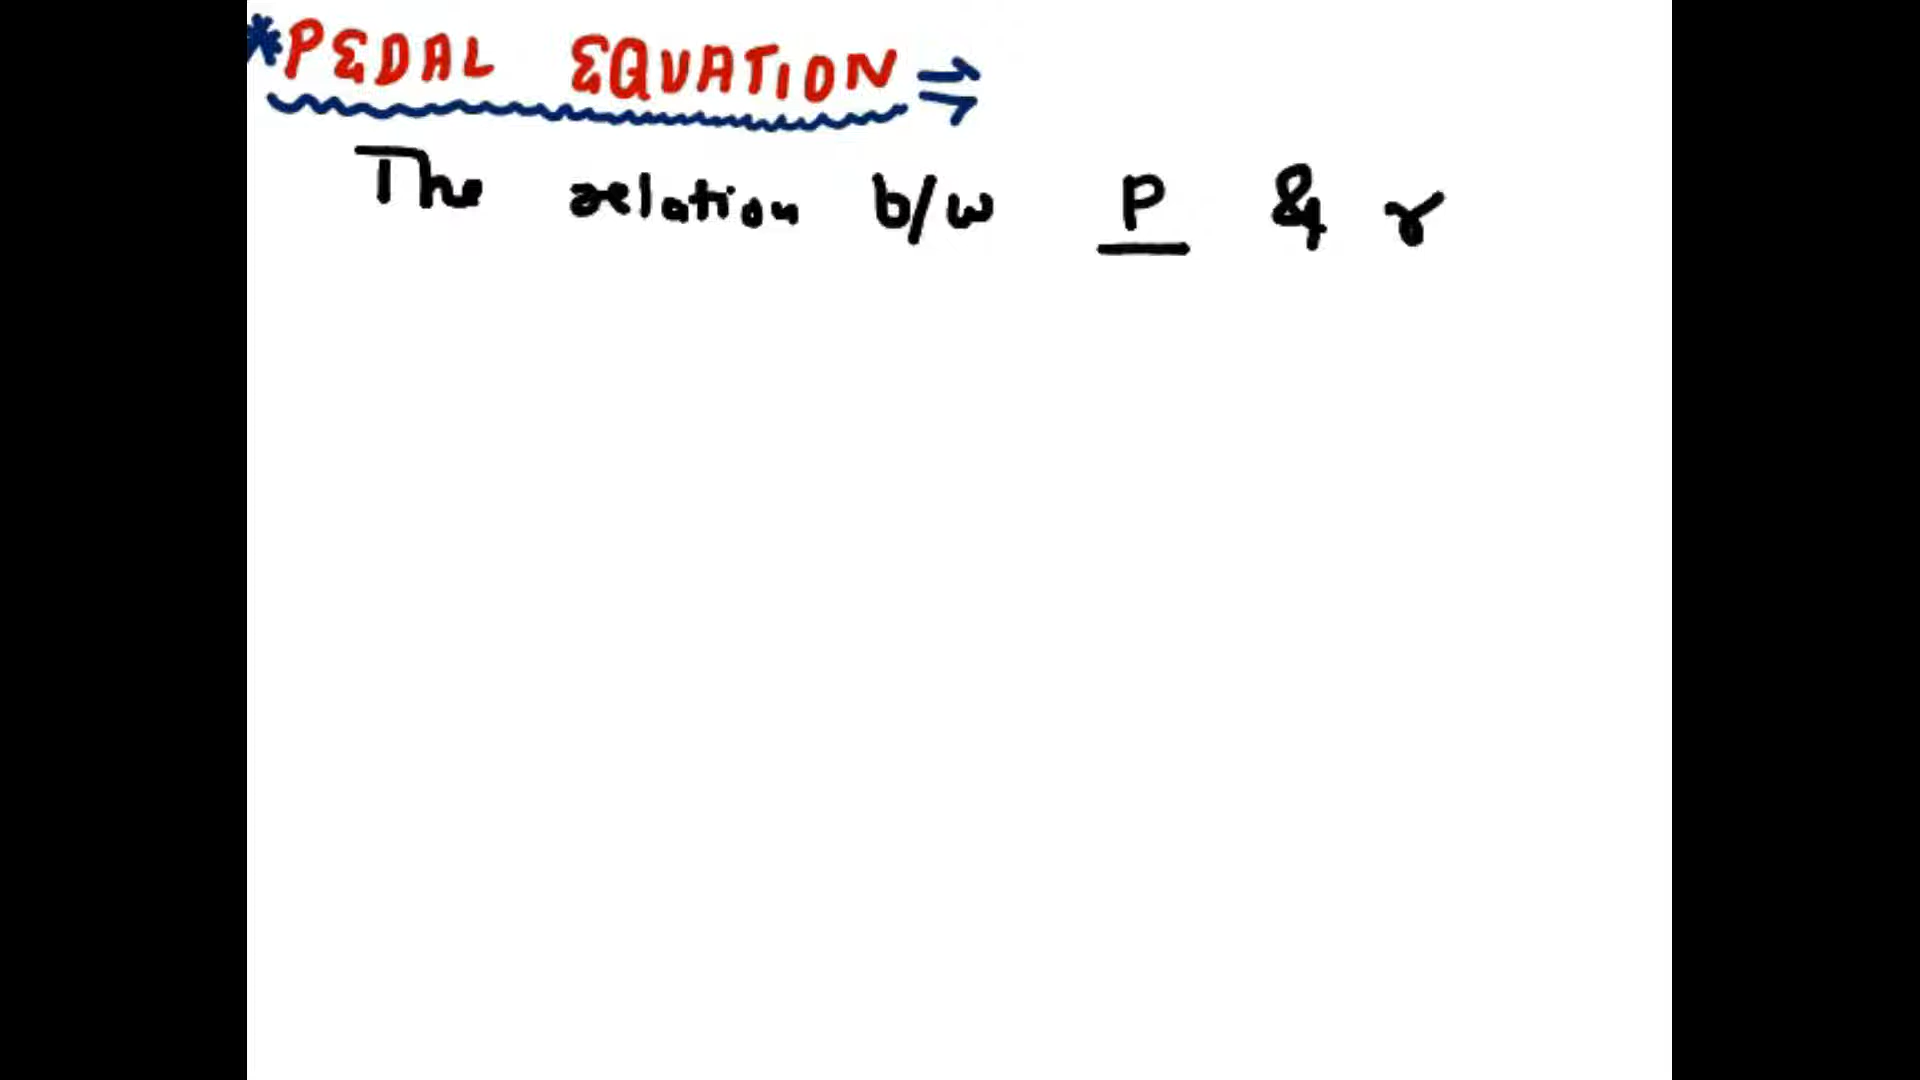 *PEDAL EQUATION ⇒
The relation b/w P & r